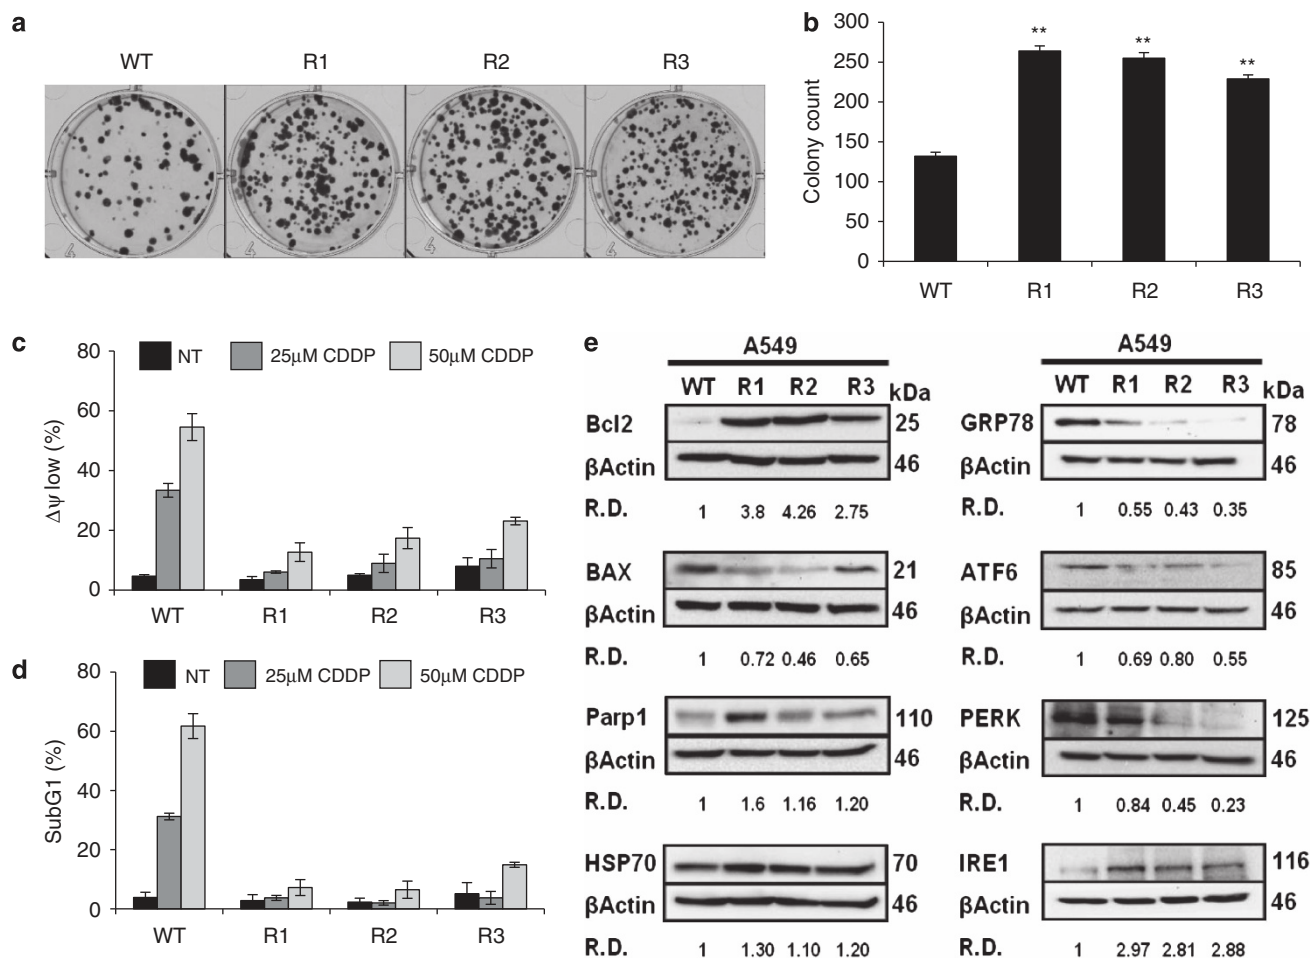 a
WT R1 R2 R3
4 4 4
b
Colony count
300
250
200
150
100
50
0
** ** **
WT R1 R2 R3
c
Δψ low (%)
80
60
40
20
0
NT 25μM CDDP 50μM CDDP
WT R1 R2 R3
d
SubG1 (%)
80
60
40
20
0
NT 25μM CDDP 50μM CDDP
WT R1 R2 R3
e
A549
WT R1 R2 R3 kDa
Bcl2 25
βActin 46
R.D. 1 3.8 4.26 2.75
BAX 21
βActin 46
R.D. 1 0.72 0.46 0.65
Parp1 110
βActin 46
R.D. 1 1.6 1.16 1.20
HSP70 70
βActin 46
R.D. 1 1.30 1.10 1.20
A549
WT R1 R2 R3 kDa
GRP78 78
βActin 46
R.D. 1 0.55 0.43 0.35
ATF6 85
βActin 46
R.D. 1 0.69 0.80 0.55
PERK 125
βActin 46
R.D. 1 0.84 0.45 0.23
IRE1 116
βActin 46
R.D. 1 2.97 2.81 2.88